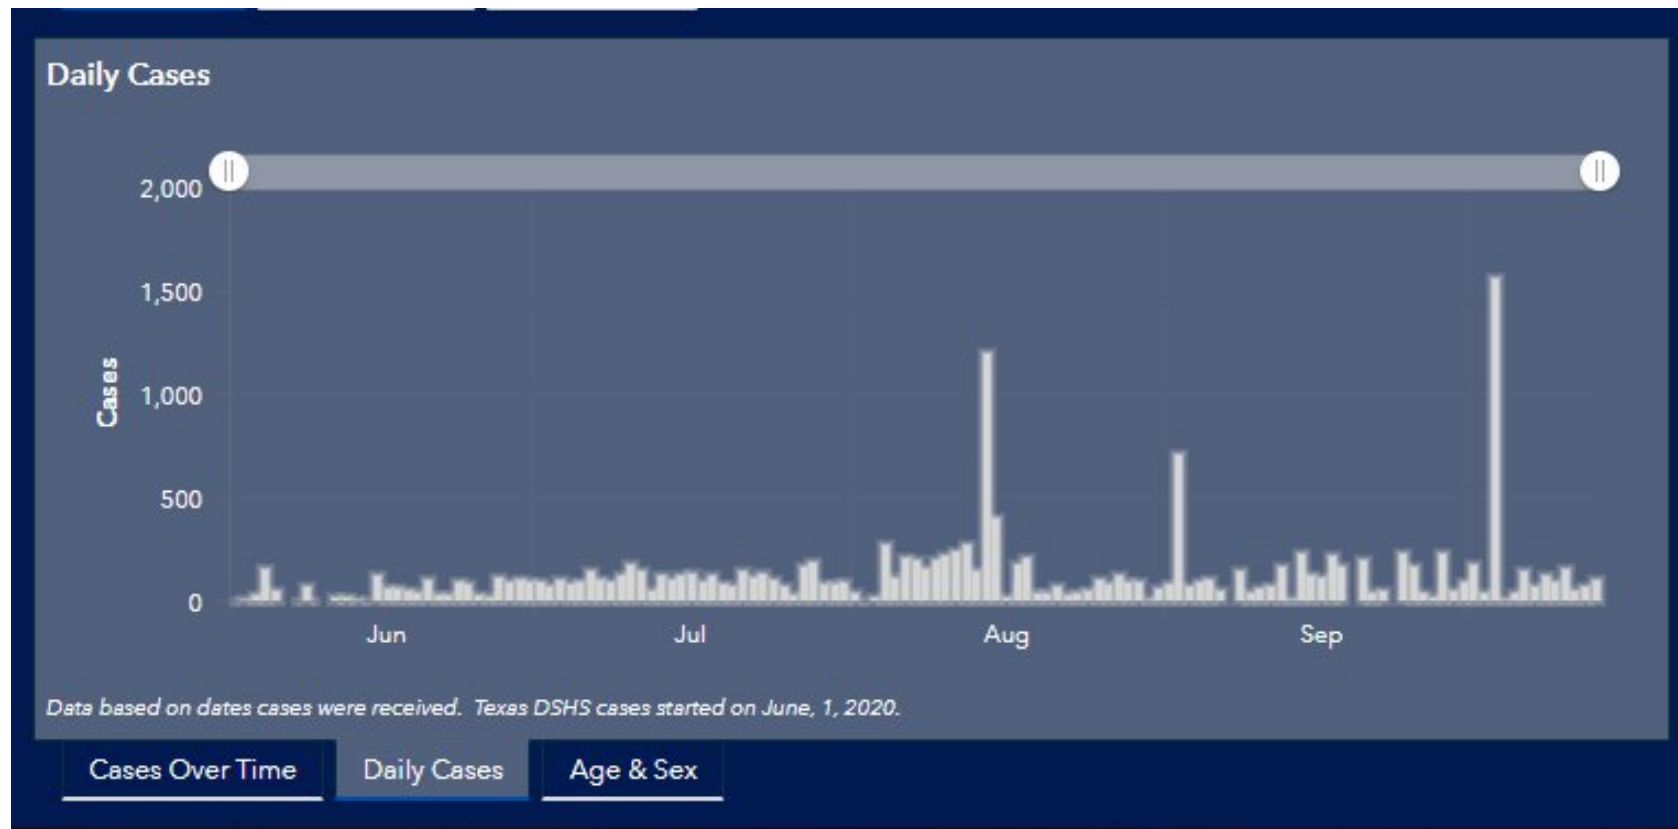 Daily Cases
2,000
1,500
1,000
500
0
Cases
Jun Jul Aug Sep
Data based on dates cases were received. Texas DSHS cases started on June, 1, 2020.
Cases Over Time Daily Cases Age & Sex